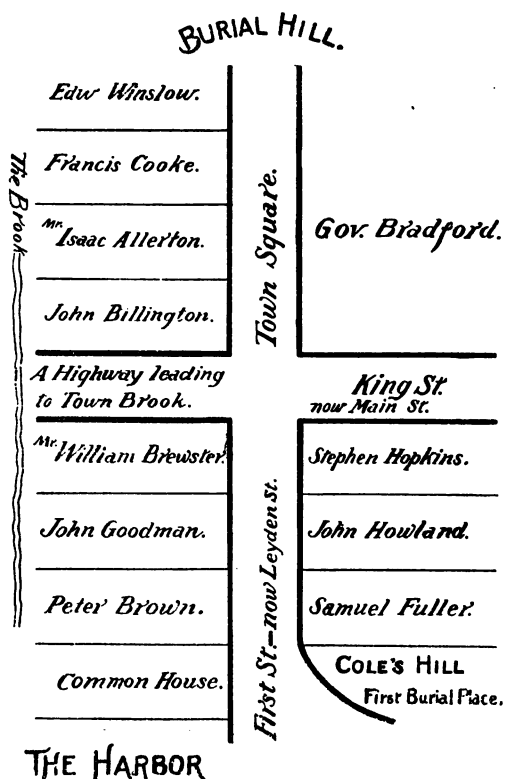 BURIAL HILL.
Edw Winslow.
Francis Cooke.
Mr. Isaac Allerton.
John Billington.
The Brook
Town Square.
Gov. Bradford.
A Highway leading
to Town Brook.
King St.
now Main St.
Mr. William Brewster.
John Goodman.
Peter Brown.
Common House.
First St.—now Leyden St.
Stephen Hopkins.
John Howland.
Samuel Fuller.
COLE'S HILL
First Burial Place.
THE HARBOR